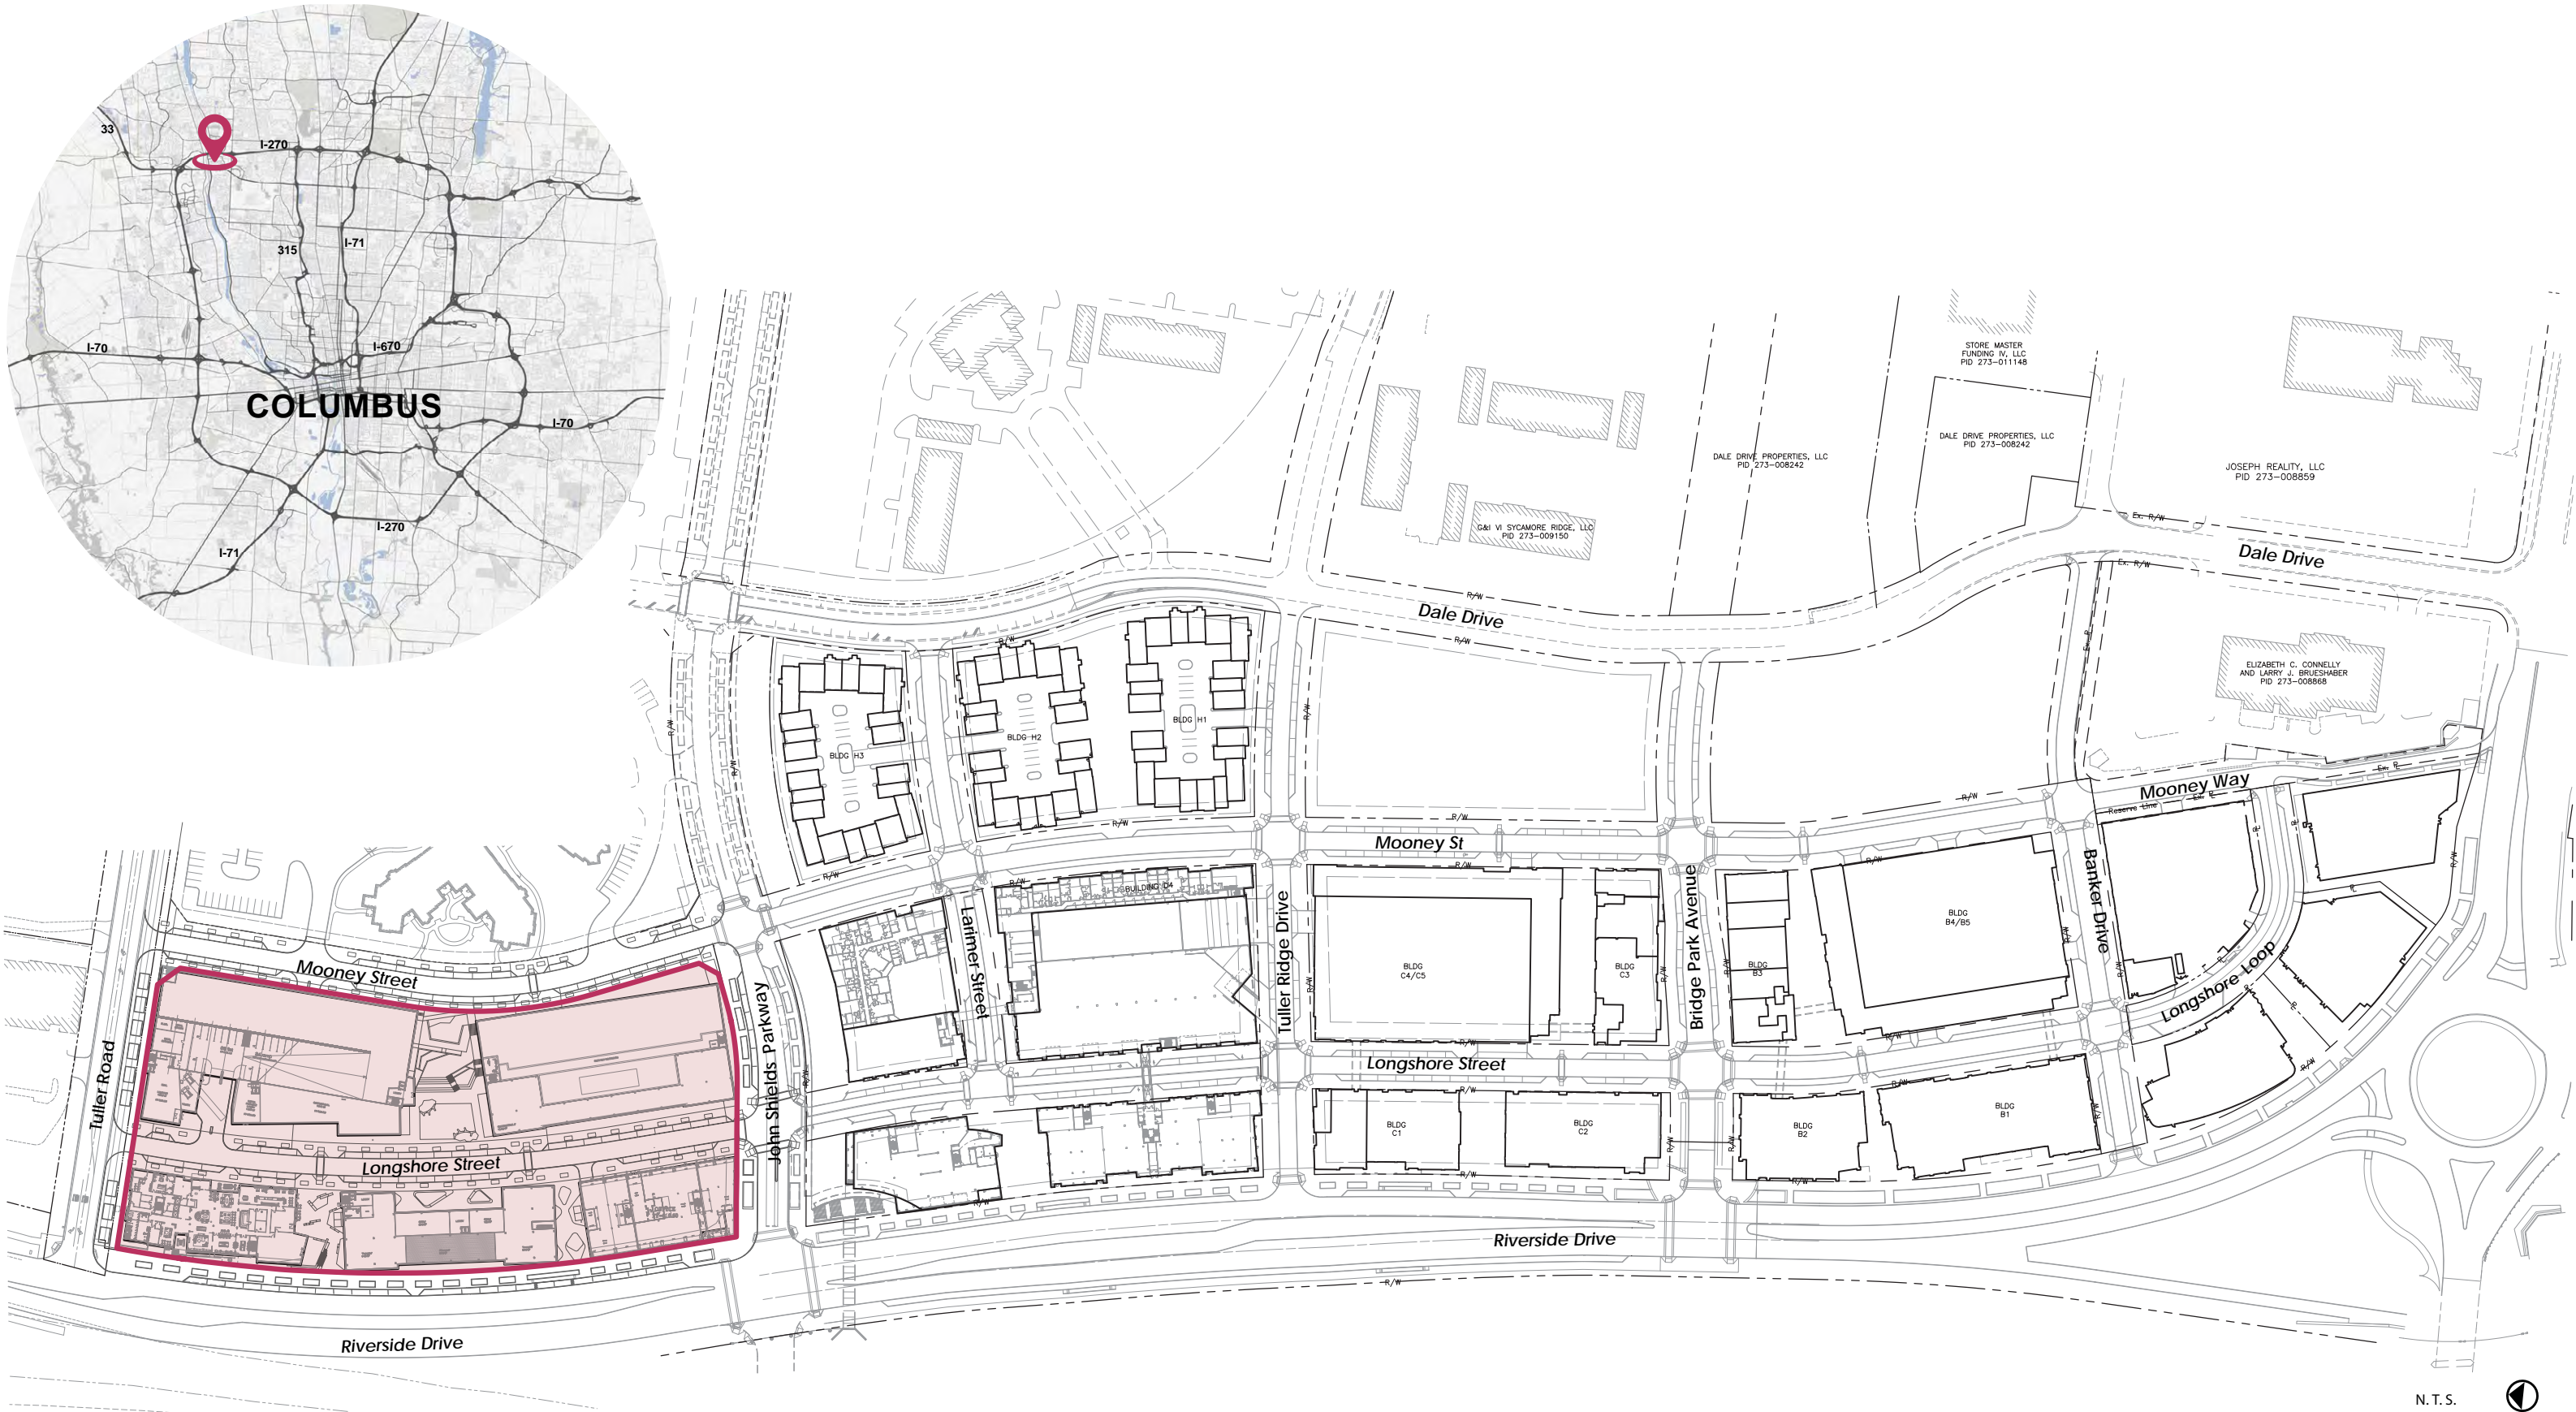 33
I-270
315
I-71
I-70
I-670
COLUMBUS
I-70
I-270
I-71
STORE MASTER
FUNDING IV, LLC
PID 273-011148
DALE DRIVE PROPERTIES, LLC
PID 273-008242
DALE DRIVE PROPERTIES, LLC
PID 273-008242
JOSEPH REALITY, LLC
PID 273-008859
G&I VI SYCAMORE RIDGE, LLC
PID 273-009150
Ex. R/W
Dale Drive
Ex. R/W
R/W
Dale Drive
R/W
R/W
ELIZABETH C. CONNELLY
AND LARRY J. BRUESHABER
PID 273-008868
BLDG H1
BLDG H2
BLDG H3
R/W
R/W
R/W
Mooney Way
Reserve Line
R/W
R/W
R/W
Mooney St
R/W
R/W
R/W
R/W
BUILDING D4
Banker Drive
Bridge Park Avenue
Tuller Ridge Drive
Larimer Street
BLDG
C4/C5
BLDG
C3
BLDG
B3
BLDG
B4/B5
R/W
R/W
R/W
R/W
R/W
R/W
Longshore Loop
Mooney Street
John Shields Parkway
Tuller Road
Longshore Street
R/W
R/W
Longshore Street
R/W
R/W
R/W
R/W
BLDG
C1
BLDG
C2
BLDG
B2
BLDG
B1
R/W
R/W
R/W
R/W
R/W
R/W
Riverside Drive
R/W
Riverside Drive
N.T.S.